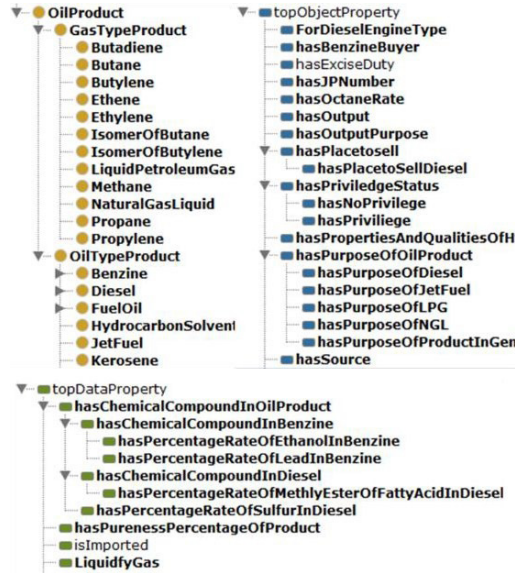 OilProduct
GasTypeProduct
Butadiene
Butane
Butylene
Ethene
Ethylene
IsomerOfButane
IsomerOfButylene
LiquidPetroleumGas
Methane
NaturalGasLiquid
Propane
Propylene
OilTypeProduct
Benzine
Diesel
FuelOil
HydrocarbonSolvent
JetFuel
Kerosene
topObjectProperty
ForDieselEngineType
hasBenzineBuyer
hasExciseDuty
hasJPNumber
hasOctaneRate
hasOutput
hasOutputPurpose
hasPlacetosell
hasPlacetoSellDiesel
hasPriviledgeStatus
hasNoPrivilege
hasPriviliege
hasPropertiesAndQualitiesOfH
hasPurposeOfOilProduct
hasPurposeOfDiesel
hasPurposeOfJetFuel
hasPurposeOfLPG
hasPurposeOfNGL
hasPurposeOfProductInGen
hasSource
topDataProperty
hasChemicalCompoundInOilProduct
hasChemicalCompoundInBenzine
hasPercentageRateOfEthanolInBenzine
hasPercentageRateOfLeadInBenzine
hasChemicalCompoundInDiesel
hasPercentageRateOfMethlyEsterOfFattyAcidInDiesel
hasPercentageRateOfSulfurInDiesel
hasPurenessPercentageOfProduct
isImported
LiquidfyGas